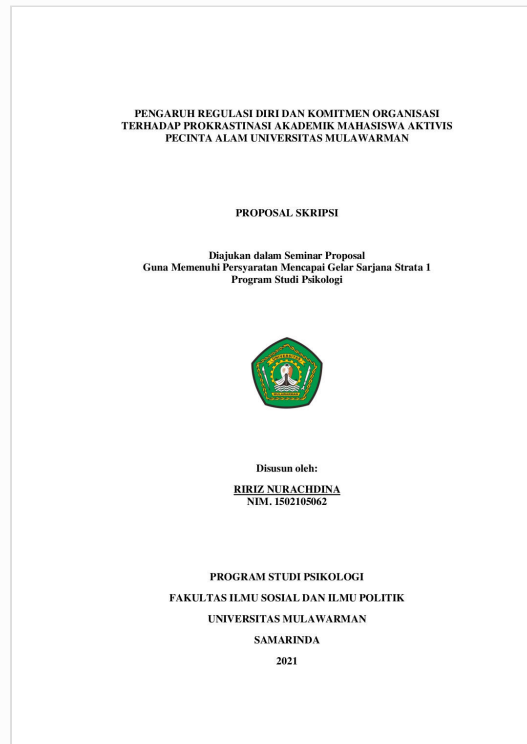 PENGARUH REGULASI DIRI DAN KOMITMEN ORGANISASI
TERHADAP PROKRASTINASI AKADEMIK MAHASISWA AKTIVIS
PECINTA ALAM UNIVERSITAS MULAWARMAN
PROPOSAL SKRIPSI
Diajukan dalam Seminar Proposal
Guna Memenuhi Persyaratan Mencapai Gelar Sarjana Strata 1
Program Studi Psikologi
UNIVERSITAS
MULAWARMAN
Disusun oleh:
RIRIZ NURACHDINA
NIM. 1502105062
PROGRAM STUDI PSIKOLOGI
FAKULTAS ILMU SOSIAL DAN ILMU POLITIK
UNIVERSITAS MULAWARMAN
SAMARINDA
2021